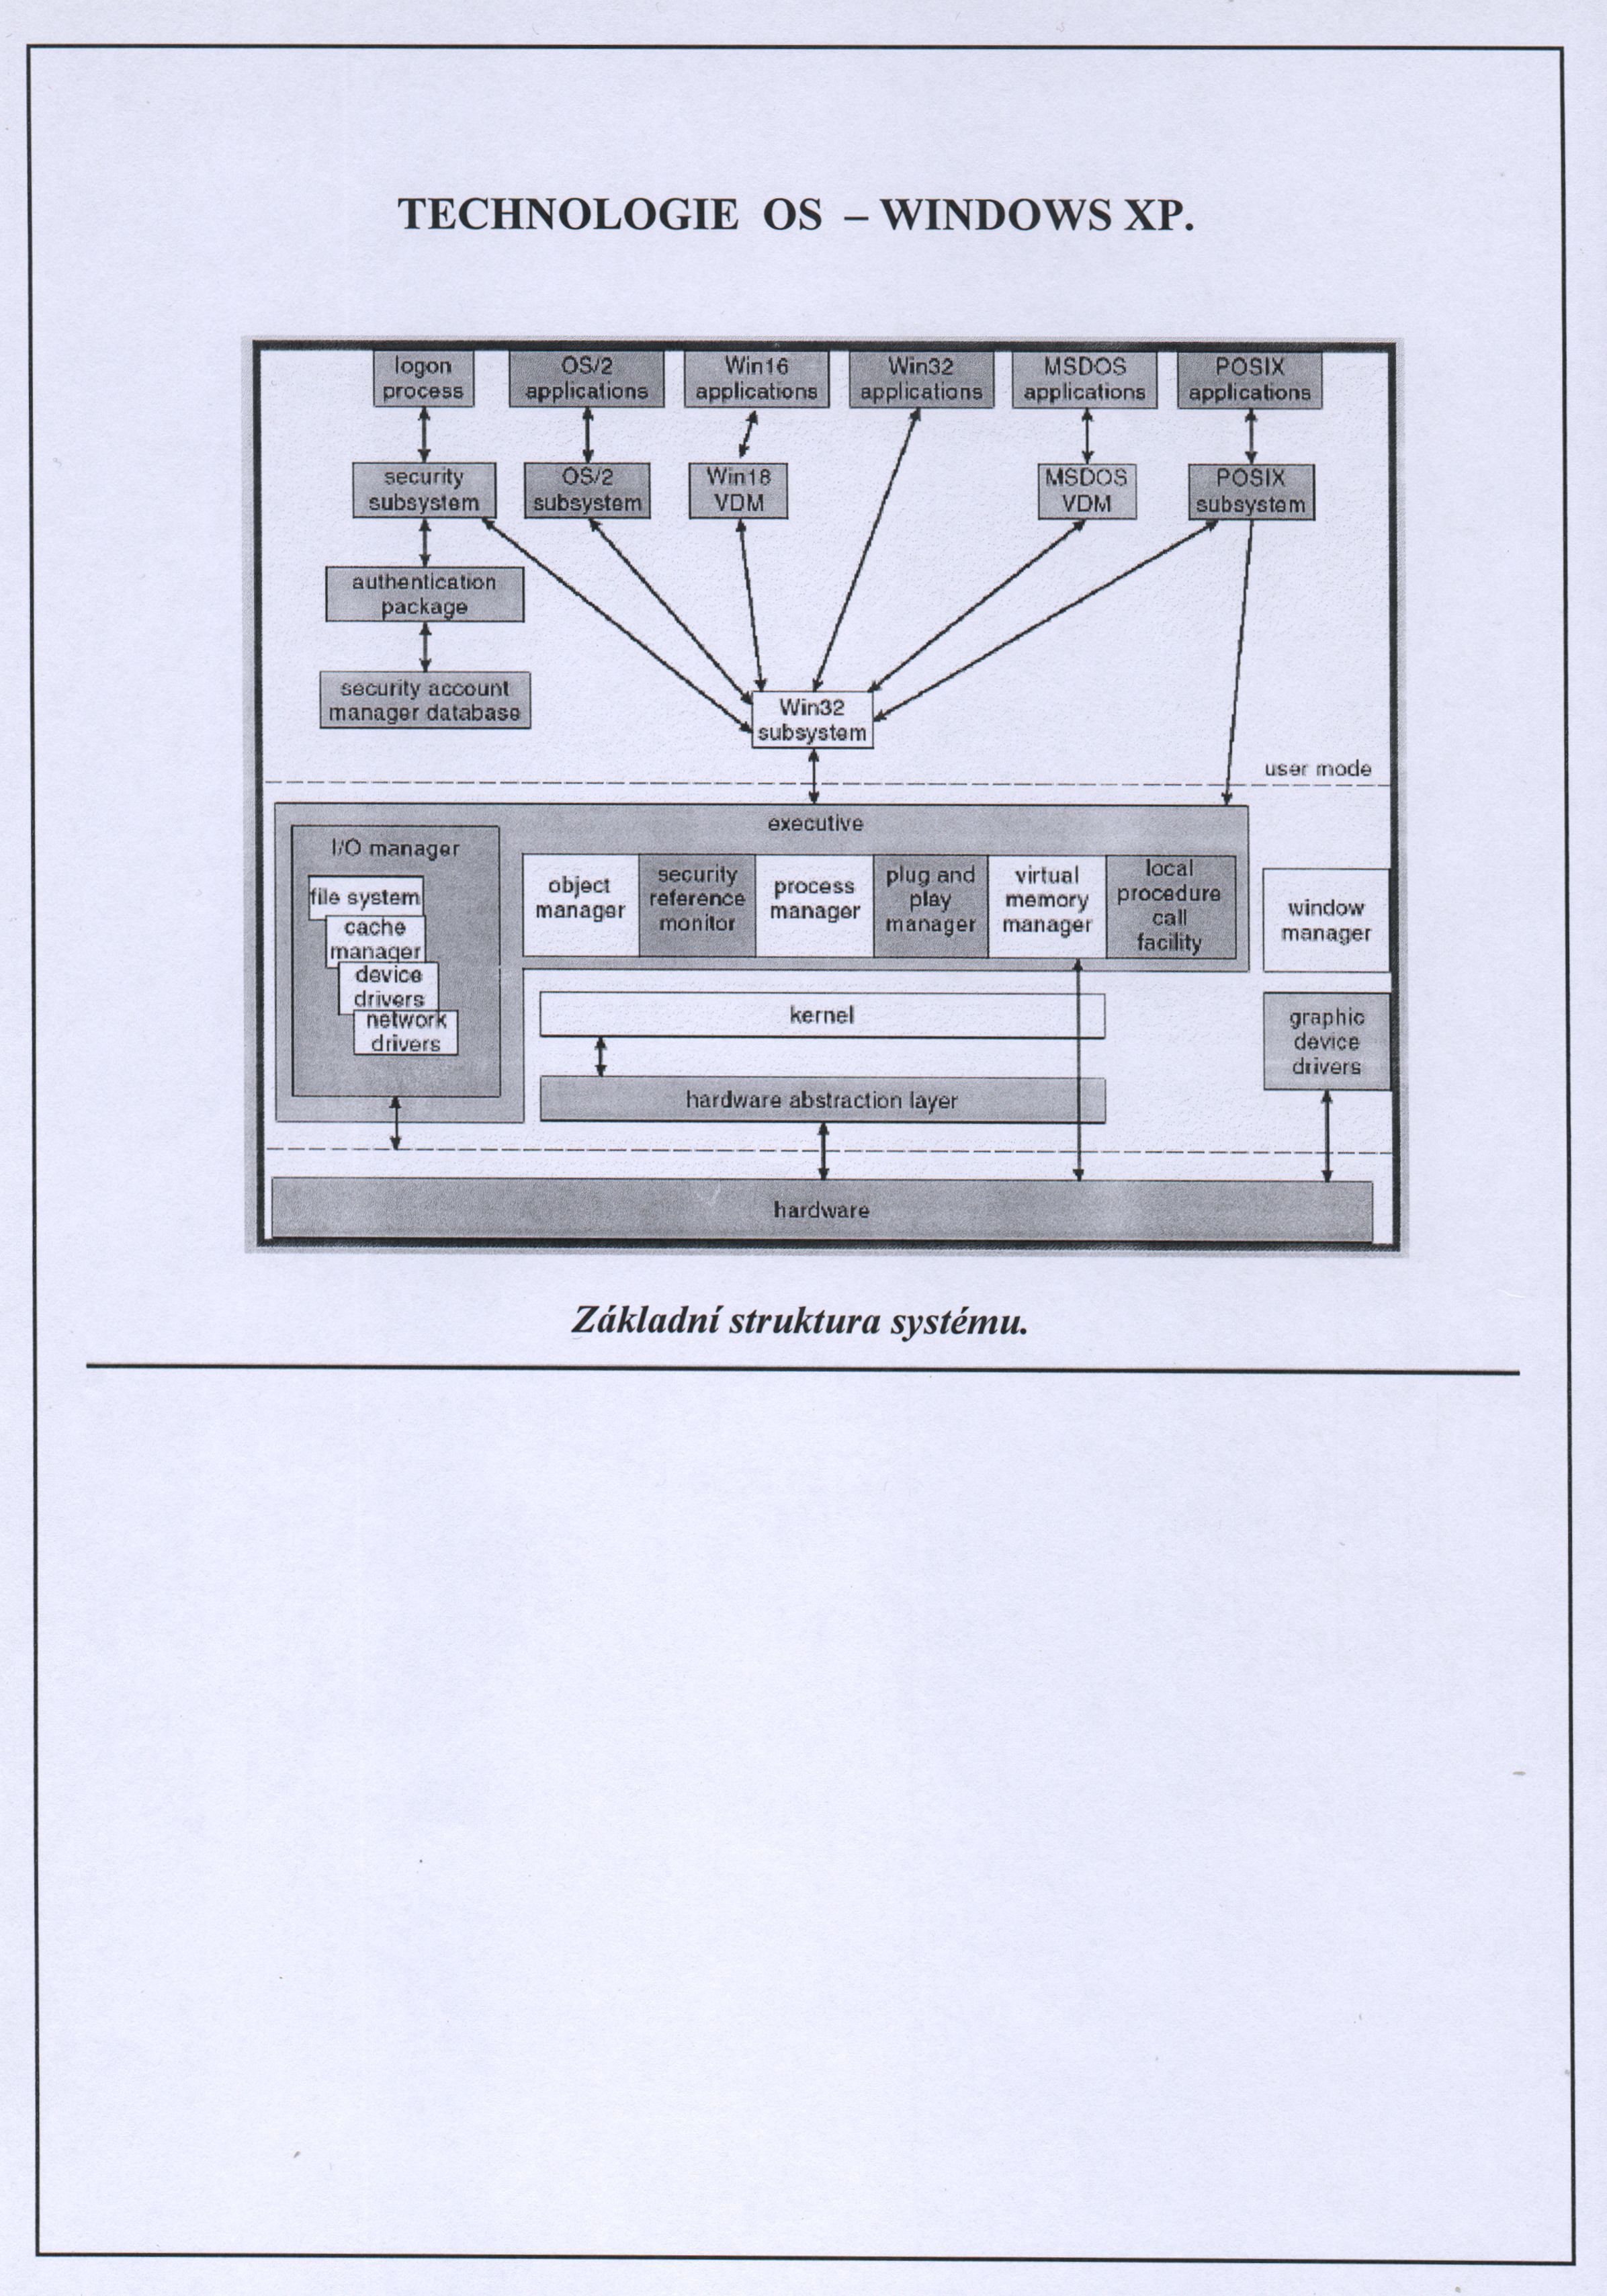 TECHNOLOGIE OS – WINDOWS XP.
logon
process
OS/2
applications
Win16
applications
Win32
applications
MSDOS
applications
POSIX
applications
security
subsystem
OS/2
subsystem
Win18
VDM
MSDOS
VDM
POSIX
subsystem
authentication
package
security account
manager database
Win32
subsystem
user mode
executive
I/O manager
file system
cache
manager
device
drivers
network
drivers
object
manager
security
reference
monitor
process
manager
plug and
play
manager
virtual
memory
manager
local
procedure
call
facility
window
manager
kernel
graphic
device
drivers
hardware abstraction layer
hardware
Základní struktura systému.